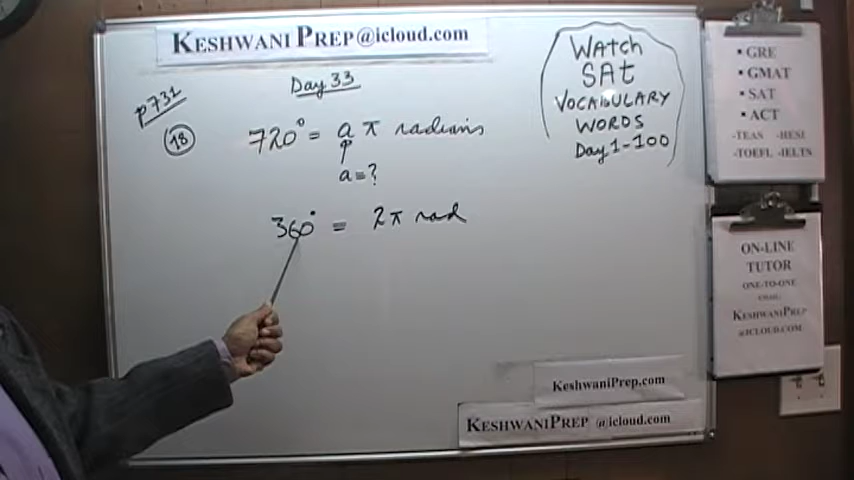 KESHWANI PREP@icloud.com
Day 33
p731
18
720° = a π radians
a = ?
360° = 2π rad
WAtch
SAt
VOCABULARY
WORDS
Day 1-100
▪ GRE
▪ GMAT
▪ SAT
▪ ACT
-TEAS -HESI
-TOEFL -IELTS
ON-LINE
TUTOR
ONE-TO-ONE
EMAIL:
KESHWANIPREP
@ICLOUD.COM
KeshwaniPrep.com
KESHWANIPREP @icloud.com